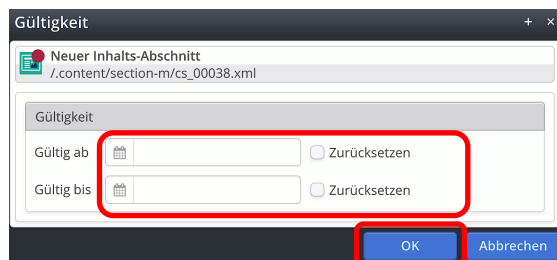 Gültigkeit + ×
Neuer Inhalts-Abschnitt
/.content/section-m/cs_00038.xml
Gültigkeit
Gültig ab Zurücksetzen
Gültig bis Zurücksetzen
OK Abbrechen